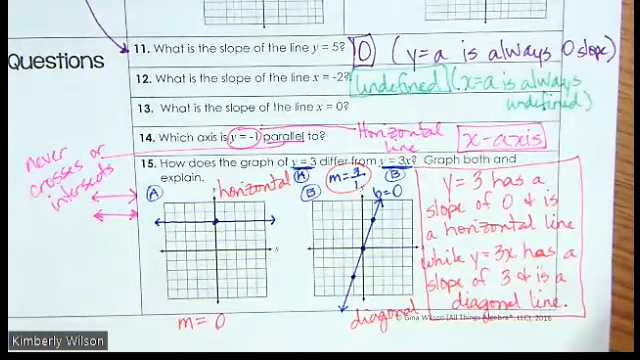 Questions
11. What is the slope of the line y = 5? 0 (y=a is always 0 slope)
12. What is the slope of the line x = -2? undefined (x=a is always undefined)
13. What is the slope of the line x = 0?
14. Which axis is y = -1 parallel to? Horizontal line x-axis
never crosses or intersects
15. How does the graph of y = 3 differ from y = 3x? Graph both and
explain.
A B
A horizontal
B m=3/1 b=0
y=3 has a
slope of 0 & is
a horizontal line
while y=3x has a
slope of 3 & is a
diagonal line.
y
x
m=0
diagonal
© Gina Wilson (All Things Algebra®, LLC), 2016
Kimberly Wilson